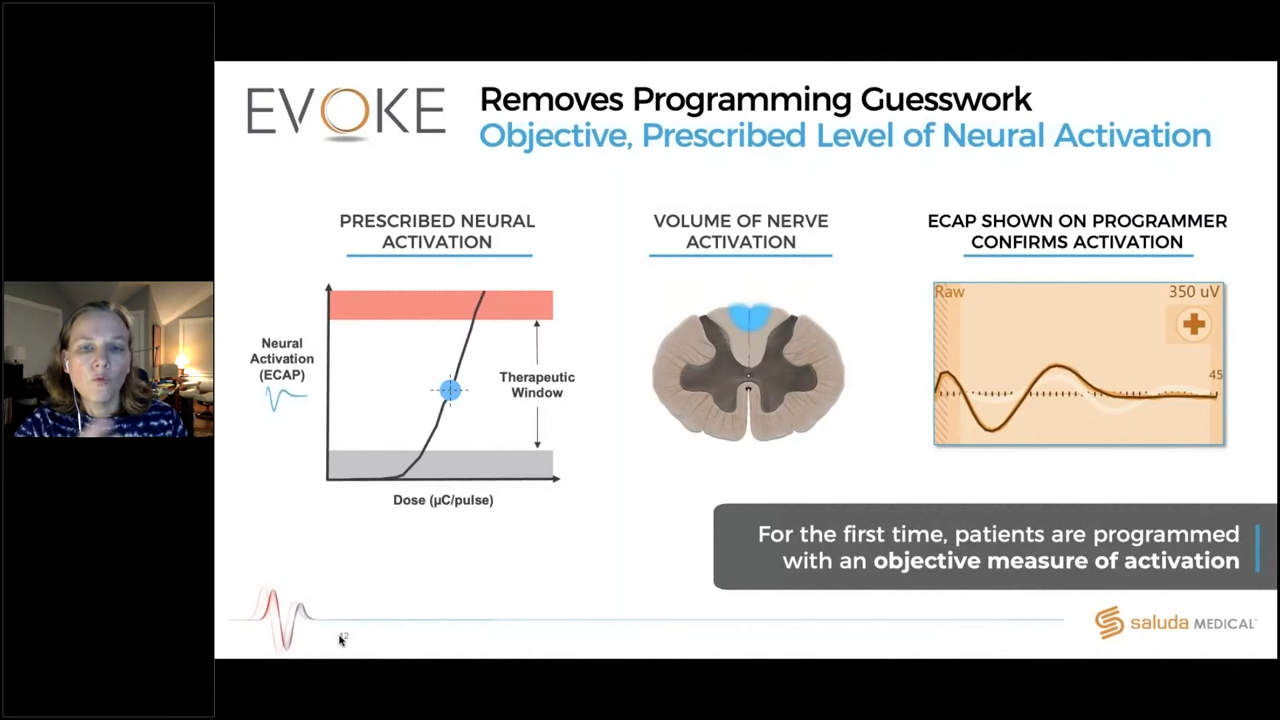 EVOKE
Removes Programming Guesswork
Objective, Prescribed Level of Neural Activation
PRESCRIBED NEURAL
ACTIVATION
Neural
Activation
(ECAP)
Therapeutic
Window
Dose (µC/pulse)
VOLUME OF NERVE
ACTIVATION
ECAP SHOWN ON PROGRAMMER
CONFIRMS ACTIVATION
Raw
350 uV
45
For the first time, patients are programmed
with an objective measure of activation
saluda MEDICAL™